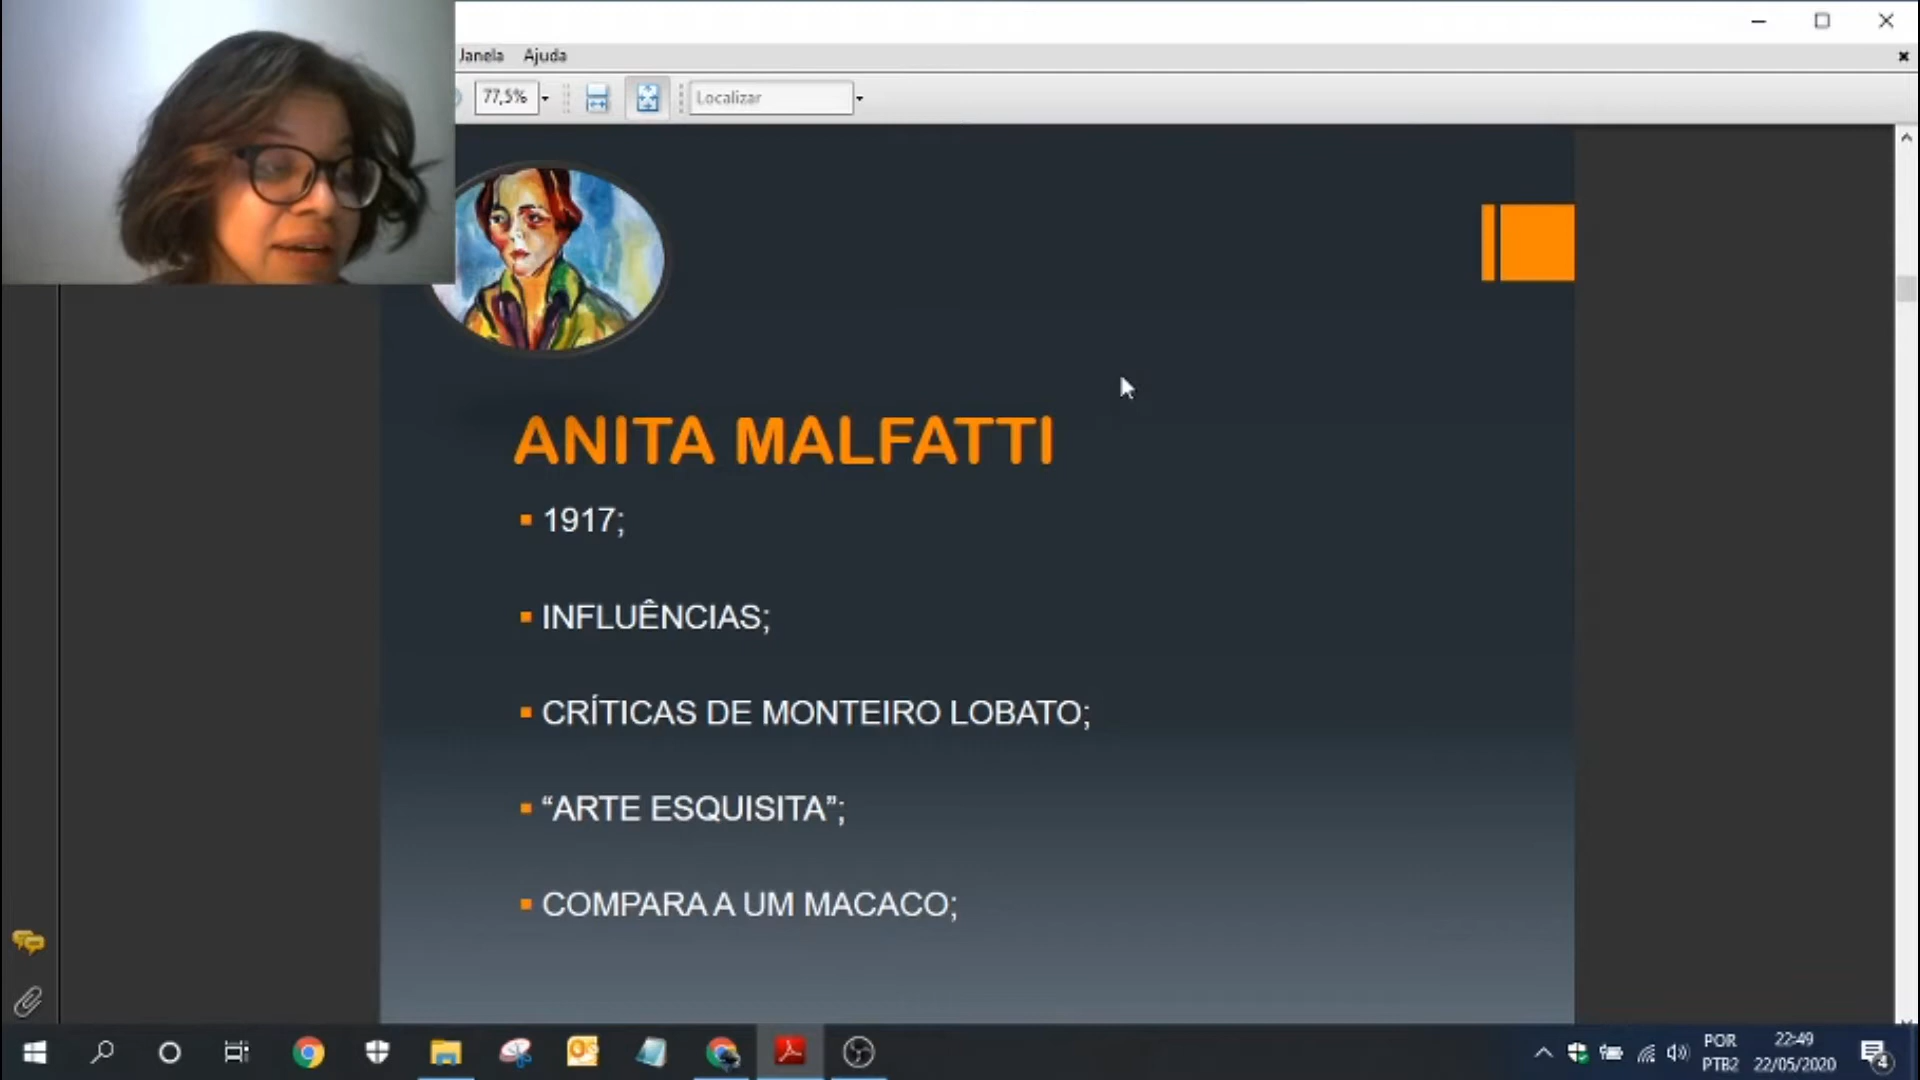 Janela Ajuda
77,5%
Localizar
ANITA MALFATTI
1917;
INFLUÊNCIAS;
CRÍTICAS DE MONTEIRO LOBATO;
“ARTE ESQUISITA”;
COMPARA A UM MACACO;
POR
PTB2
22:49
22/05/2020
4